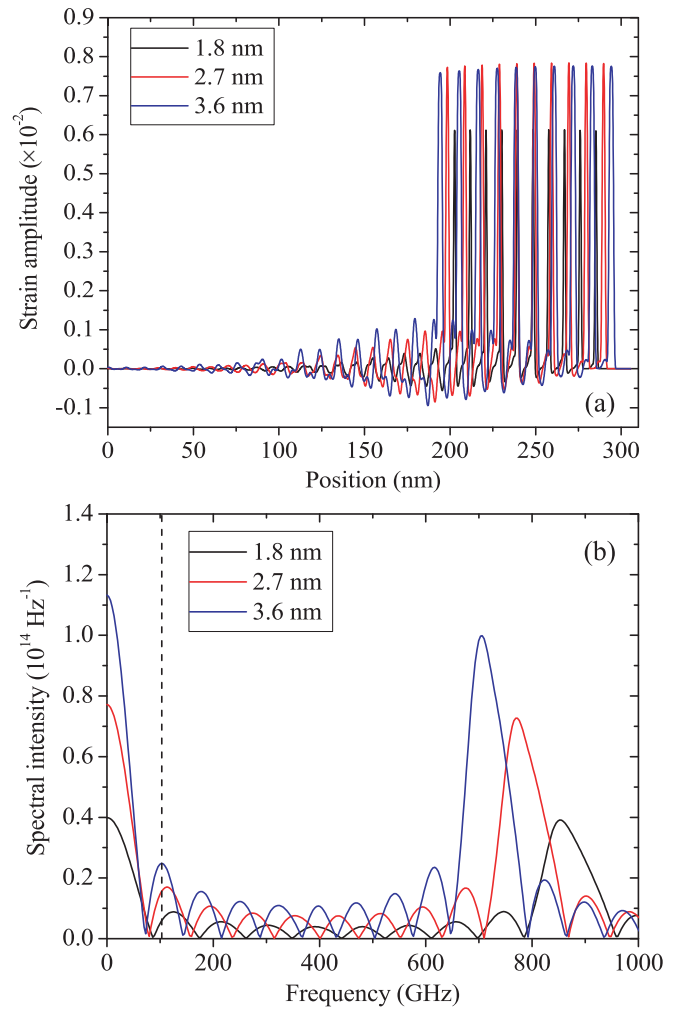 0.9
0.8
0.7
0.6
0.5
0.4
0.3
0.2
0.1
0.0
-0.1
Strain amplitude (×10⁻²)
1.8 nm
2.7 nm
3.6 nm
(a)
0 50 100 150 200 250 300
Position (nm)
1.4
1.2
1.0
0.8
0.6
0.4
0.2
0.0
Spectral intensity (10¹⁴ Hz⁻¹)
1.8 nm
2.7 nm
3.6 nm
(b)
0 200 400 600 800 1000
Frequency (GHz)